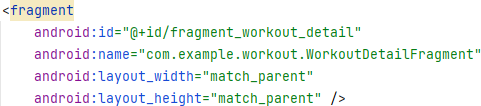 <fragment
android:id="@+id/fragment_workout_detail"
android:name="com.example.workout.WorkoutDetailFragment"
android:layout_width="match_parent"
android:layout_height="match_parent" />